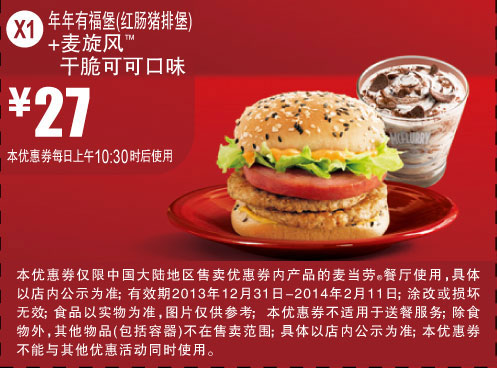 X1
年年有福堡(红肠猪排堡)
+麦旋风™
干脆可可口味
¥27
本优惠券每日上午10:30时后使用
McFLURRY
本优惠券仅限中国大陆地区售卖优惠券内产品的麦当劳®餐厅使用,具体
以店内公示为准; 有效期2013年12月31日-2014年2月11日; 涂改或损坏
无效; 食品以实物为准,图片仅供参考; 本优惠券不适用于送餐服务; 除食
物外,其他物品(包括容器)不在售卖范围; 具体以店内公示为准; 本优惠券
不能与其他优惠活动同时使用。